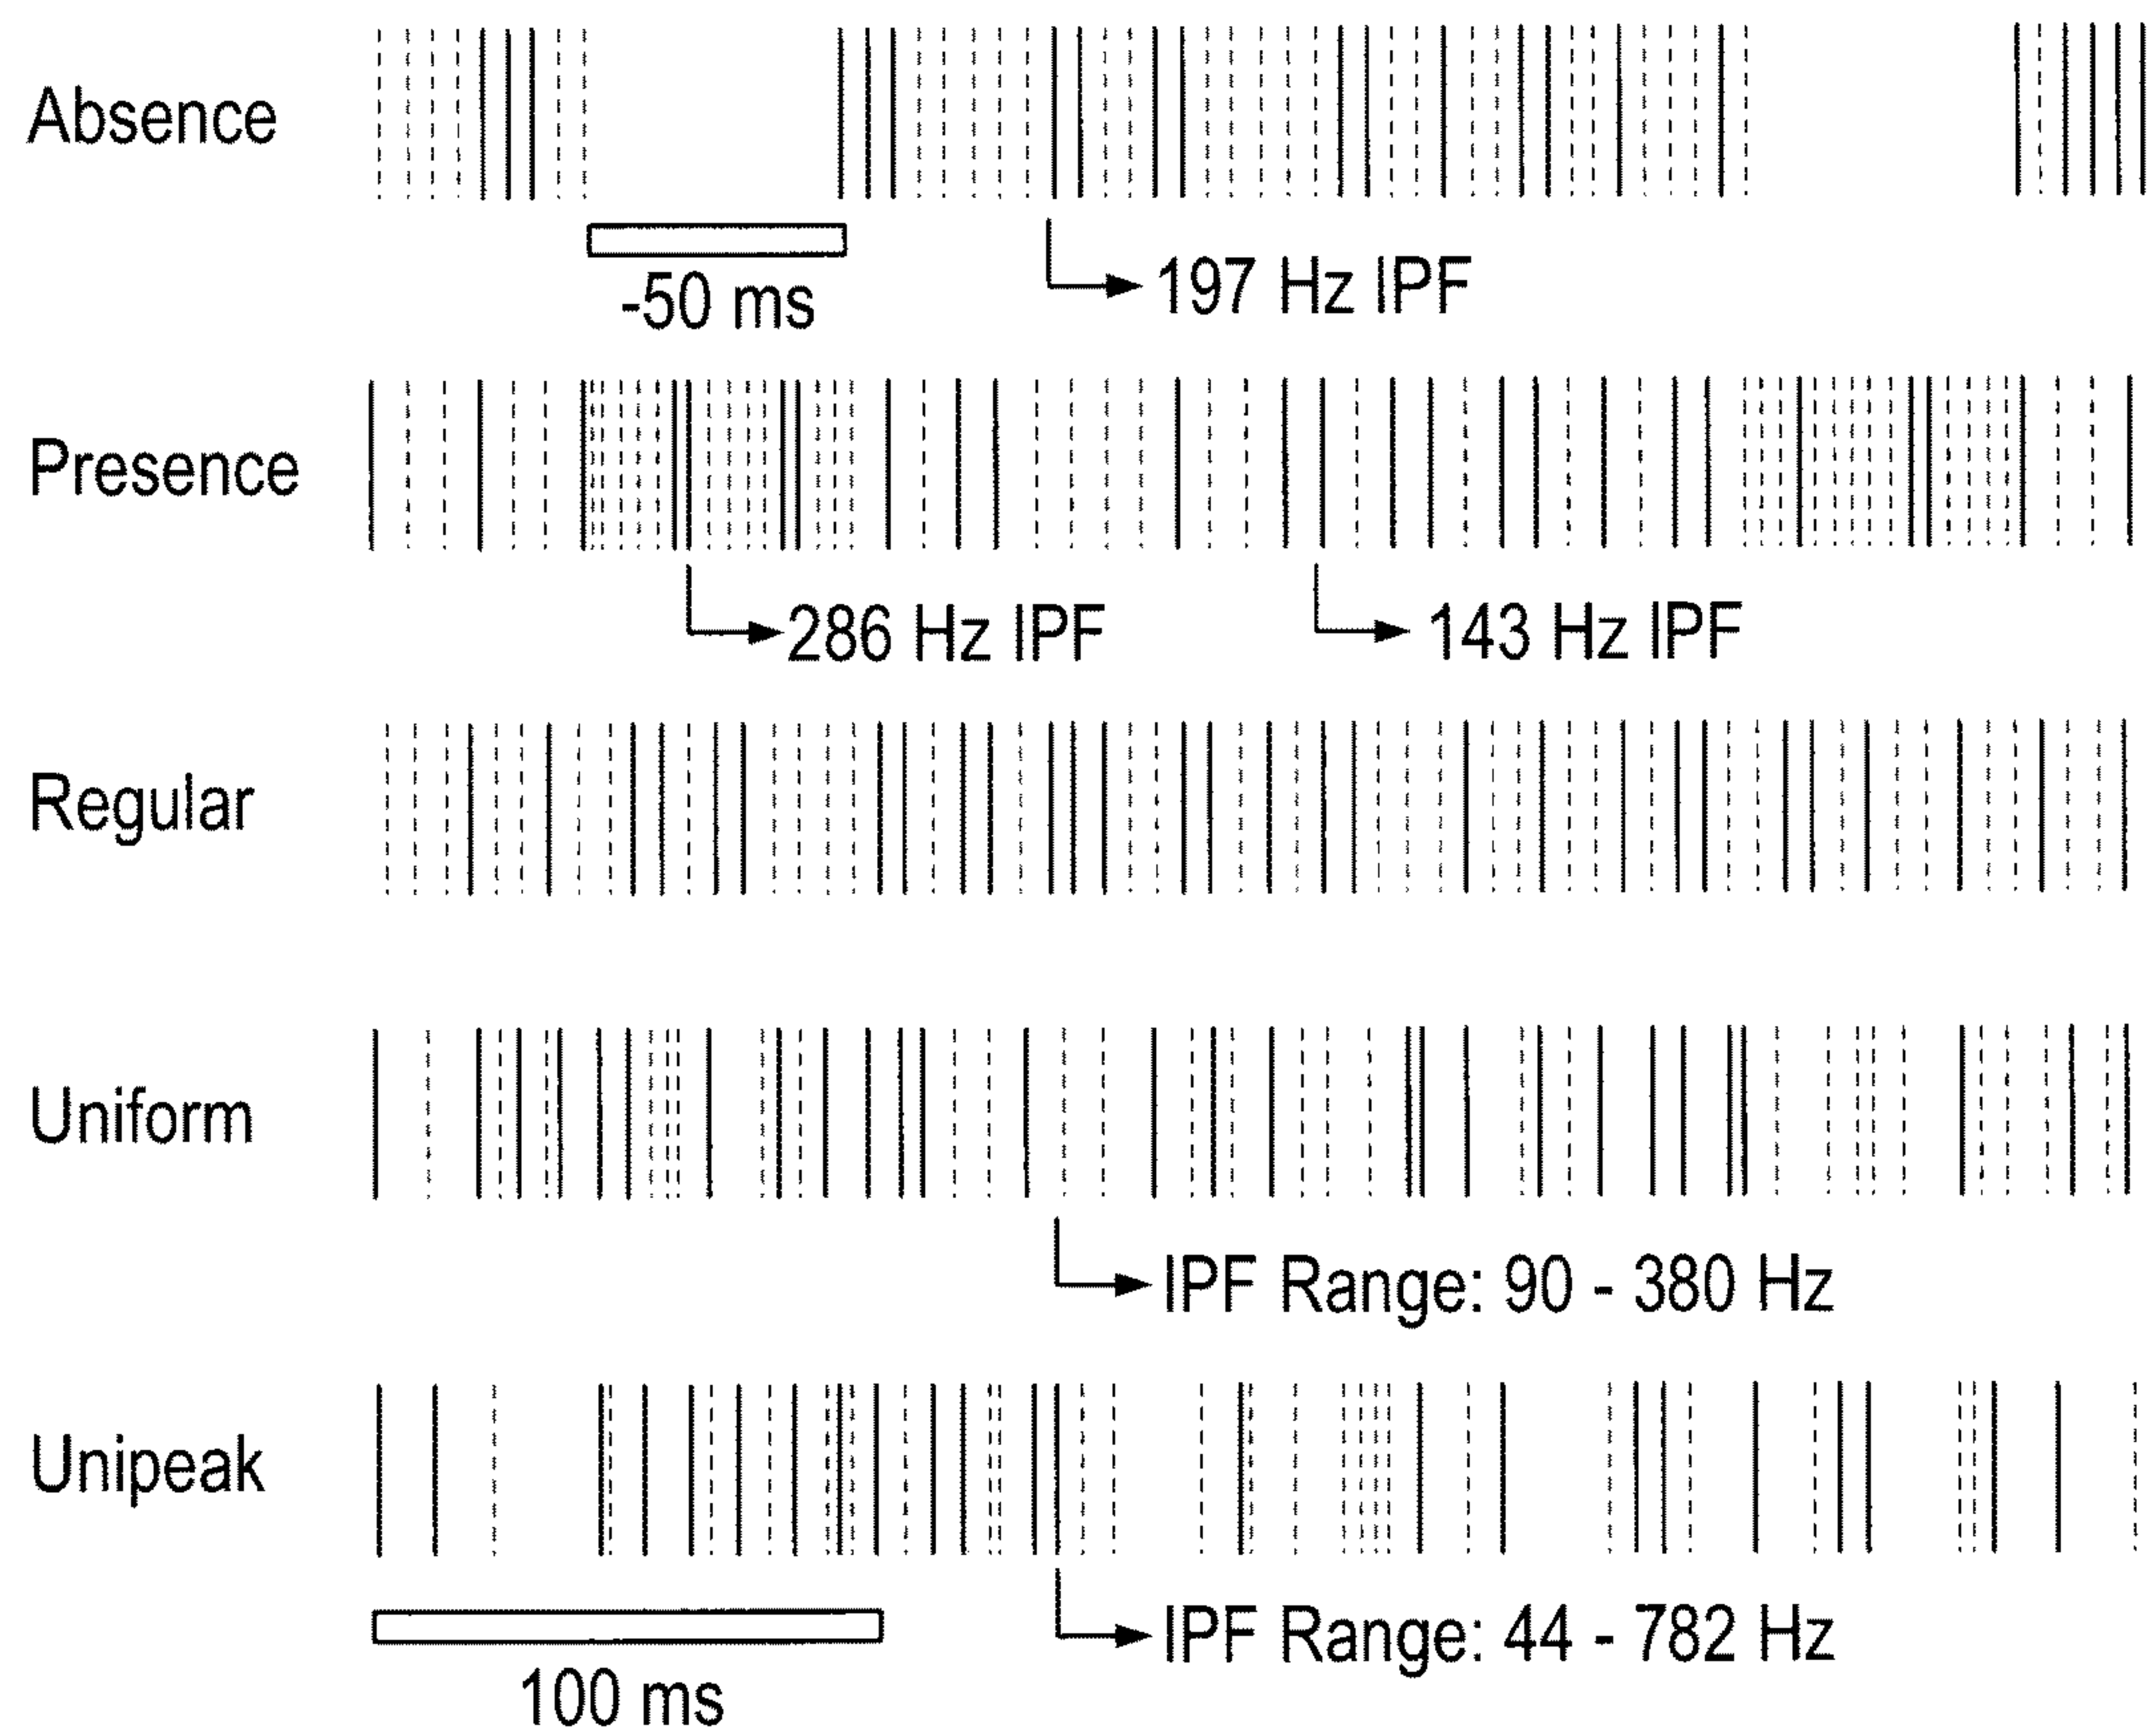 Absence
-50 ms
197 Hz IPF
Presence
286 Hz IPF
143 Hz IPF
Regular
Uniform
IPF Range: 90 - 380 Hz
Unipeak
100 ms
IPF Range: 44 - 782 Hz